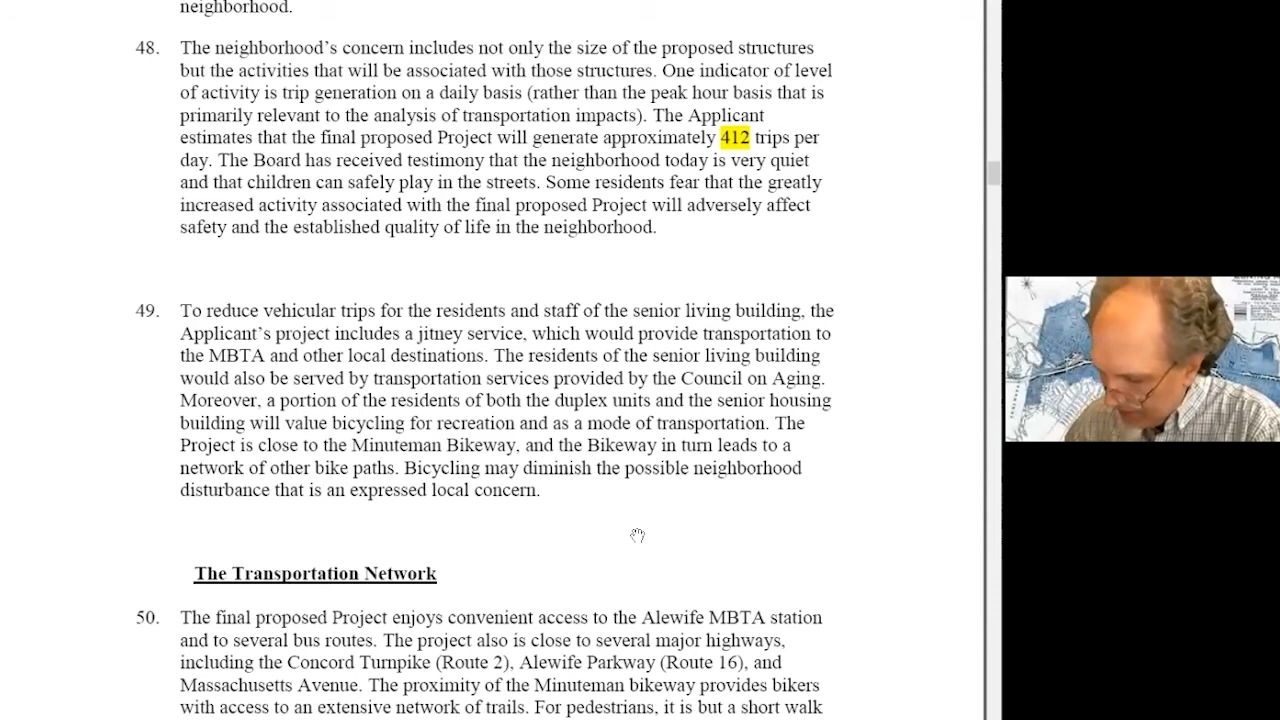 neighborhood.
48. The neighborhood’s concern includes not only the size of the proposed structures
but the activities that will be associated with those structures. One indicator of level
of activity is trip generation on a daily basis (rather than the peak hour basis that is
primarily relevant to the analysis of transportation impacts). The Applicant
estimates that the final proposed Project will generate approximately 412 trips per
day. The Board has received testimony that the neighborhood today is very quiet
and that children can safely play in the streets. Some residents fear that the greatly
increased activity associated with the final proposed Project will adversely affect
safety and the established quality of life in the neighborhood.
49. To reduce vehicular trips for the residents and staff of the senior living building, the
Applicant’s project includes a jitney service, which would provide transportation to
the MBTA and other local destinations. The residents of the senior living building
would also be served by transportation services provided by the Council on Aging.
Moreover, a portion of the residents of both the duplex units and the senior housing
building will value bicycling for recreation and as a mode of transportation. The
Project is close to the Minuteman Bikeway, and the Bikeway in turn leads to a
network of other bike paths. Bicycling may diminish the possible neighborhood
disturbance that is an expressed local concern.
The Transportation Network
50. The final proposed Project enjoys convenient access to the Alewife MBTA station
and to several bus routes. The project also is close to several major highways,
including the Concord Turnpike (Route 2), Alewife Parkway (Route 16), and
Massachusetts Avenue. The proximity of the Minuteman bikeway provides bikers
with access to an extensive network of trails. For pedestrians, it is but a short walk